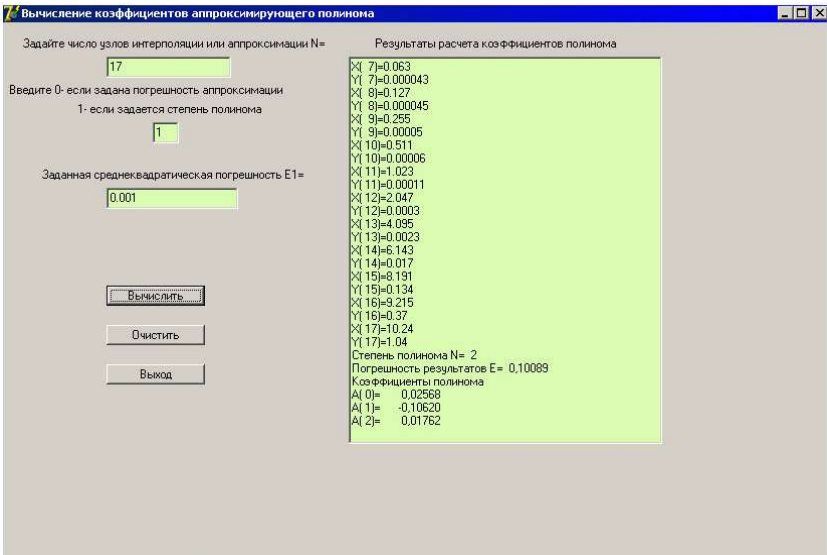 Вычисление коэффициентов аппроксимирующего полинома
Задайте число узлов интерполяции или аппроксимации N=
17
Введите 0- если задана погрешность аппроксимации
1- если задается степень полинома
1
Заданная среднеквадратическая погрешность E1=
0.001
Вычислить
Очистить
Выход
Результаты расчета коэффициентов полинома
X( 7)=0.063
Y( 7)=0.000043
X( 8)=0.127
Y( 8)=0.000045
X( 9)=0.255
Y( 9)=0.00005
X(10)=0.511
Y(10)=0.00006
X(11)=1.023
Y(11)=0.00011
X(12)=2.047
Y(12)=0.0003
X(13)=4.095
Y(13)=0.0023
X(14)=6.143
Y(14)=0.017
X(15)=8.191
Y(15)=0.134
X(16)=9.215
Y(16)=0.37
X(17)=10.24
Y(17)=1.04
Степень полинома N= 2
Погрешность результатов E= 0,10089
Коэффициенты полинома
A( 0)= 0,02568
A( 1)= -0,10620
A( 2)= 0,01762